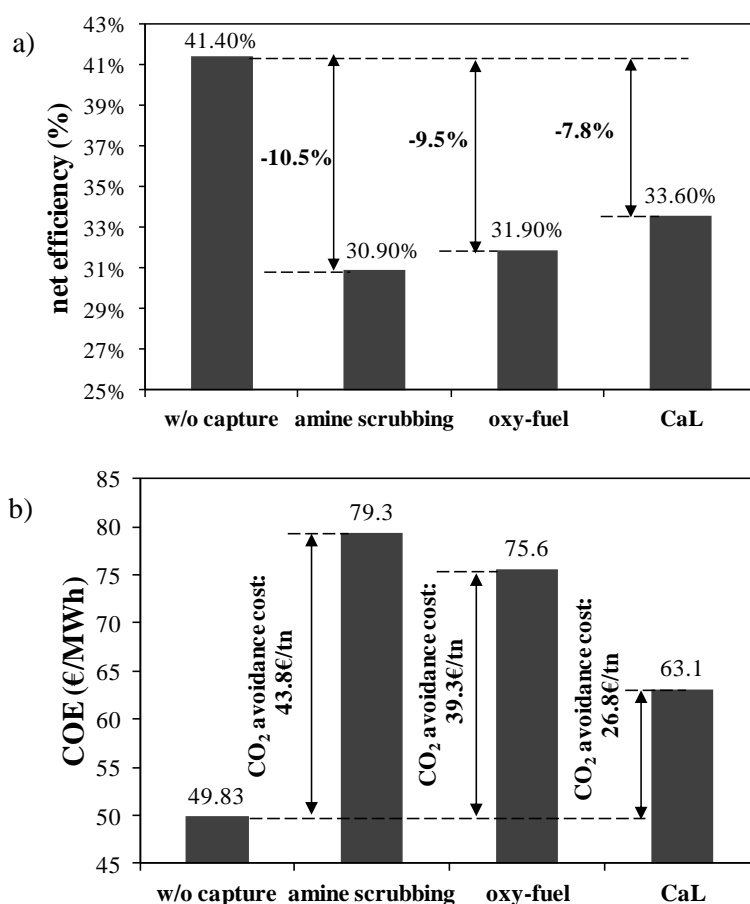 a)
net efficiency (%)
43%
41%
39%
37%
35%
33%
31%
29%
27%
25%
41.40%
-10.5%
30.90%
-9.5%
31.90%
-7.8%
33.60%
w/o capture amine scrubbing oxy-fuel CaL
b)
COE (€/MWh)
85
80
75
70
65
60
55
50
45
49.83
CO₂ avoidance cost:
43.8€/tn
79.3
CO₂ avoidance cost:
39.3€/tn
75.6
CO₂ avoidance cost:
26.8€/tn
63.1
w/o capture amine scrubbing oxy-fuel CaL